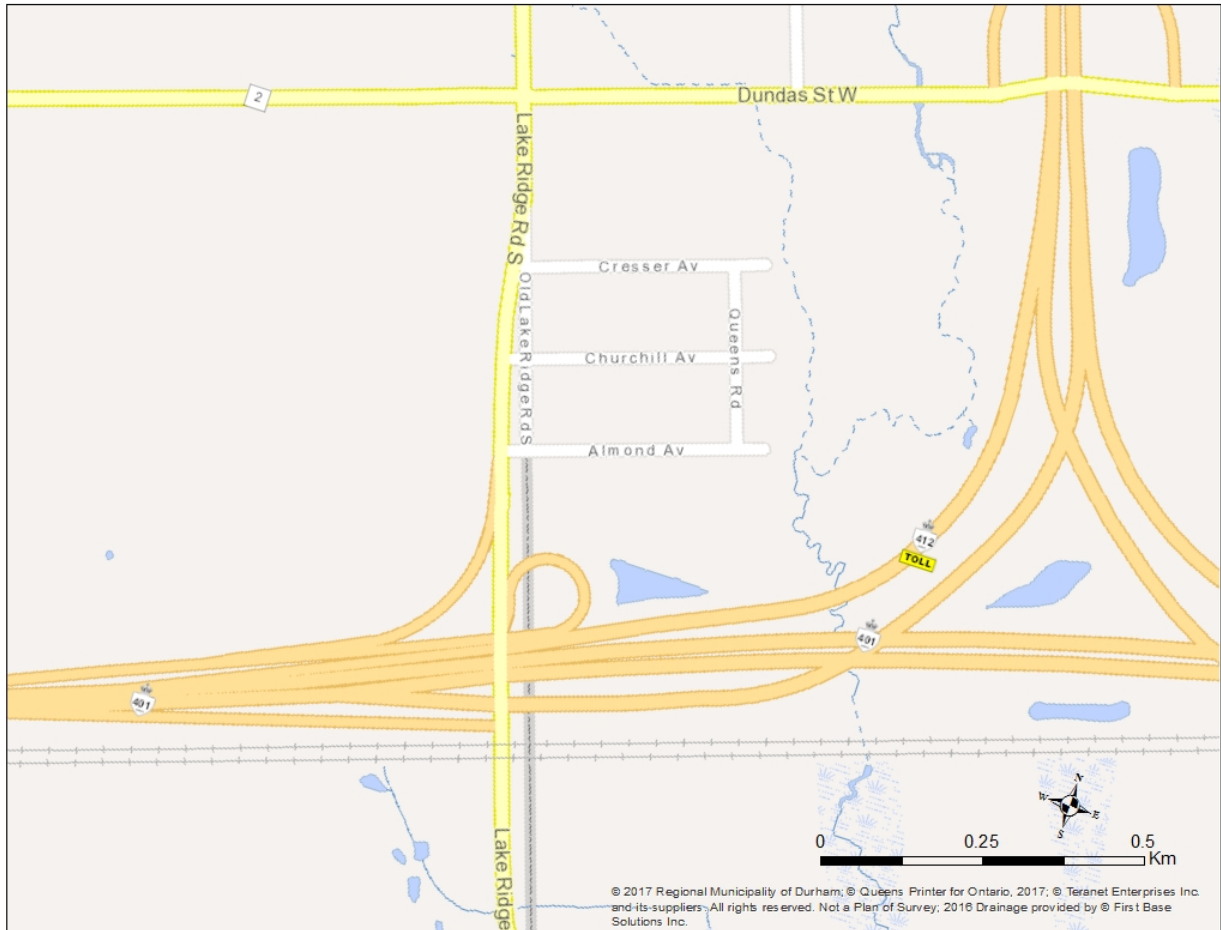 2
Dundas St W
Lake Ridge Rd S
Cresser Av
Old Lake Ridge Rd S
Queens Rd
Churchill Av
Almond Av
412
TOLL
401
401
N
W
E
S
0 0.25 0.5
Km
Lake Ridge
© 2017 Regional Municipality of Durham; © Queens Printer for Ontario, 2017; © Teranet Enterprises Inc.
and its suppliers. All rights reserved. Not a Plan of Survey; 2016 Drainage provided by © First Base
Solutions Inc.